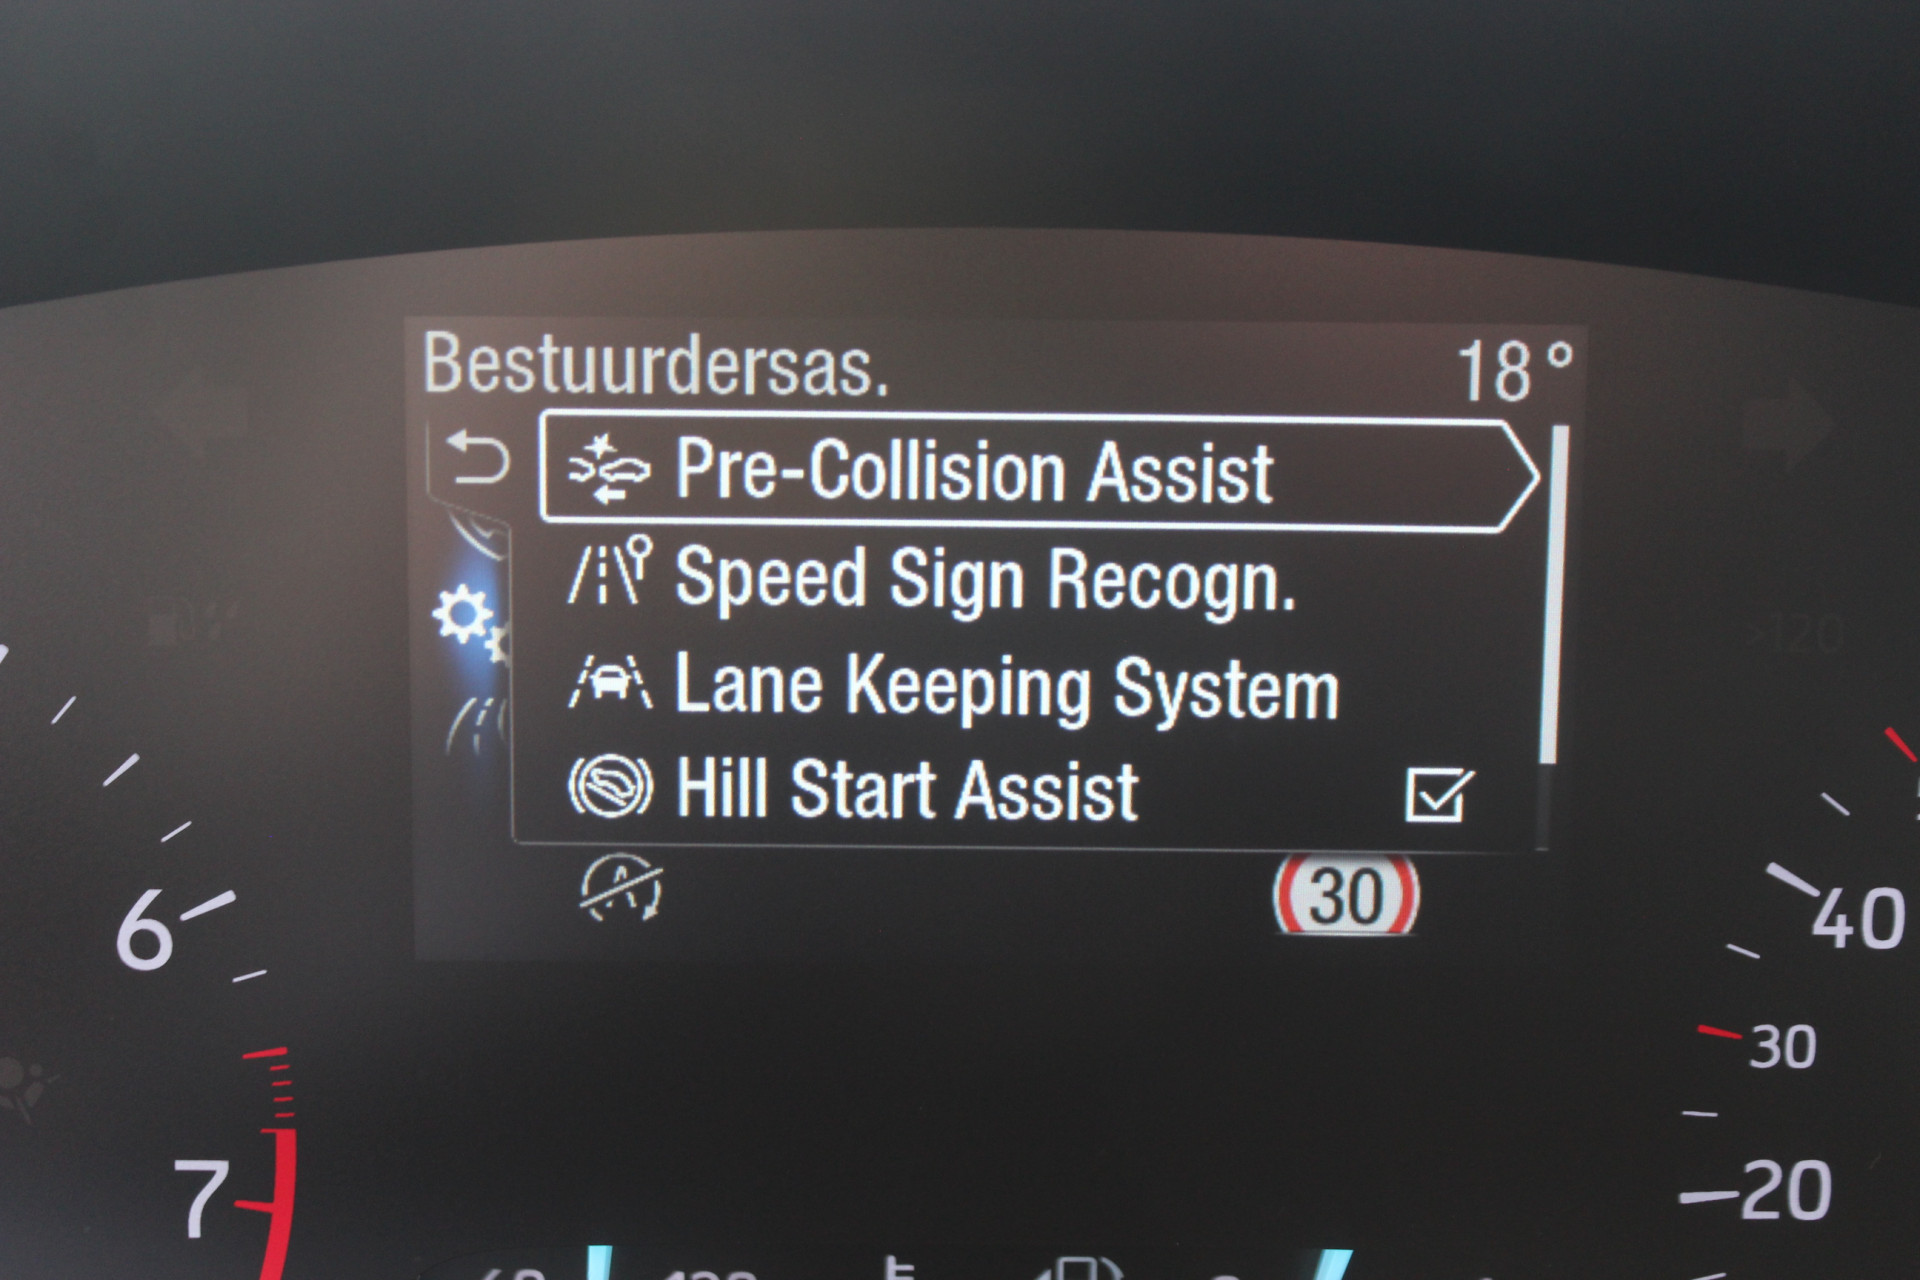 Bestuurdersas. 18°
Pre-Collision Assist
Speed Sign Recogn.
Lane Keeping System
Hill Start Assist
30
6
7
40
30
20
>120